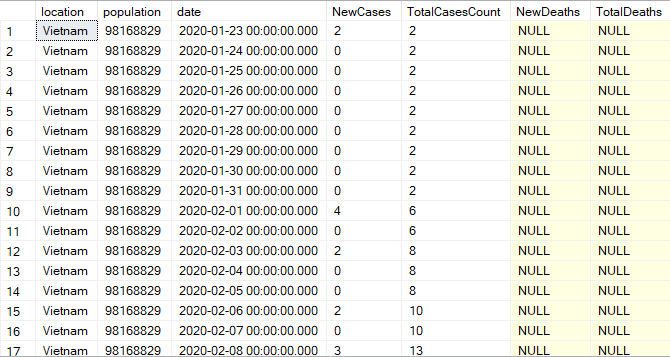 location population date NewCases TotalCasesCount NewDeaths TotalDeaths
1 Vietnam 98168829 2020-01-23 00:00:00.000 2 2 NULL NULL
2 Vietnam 98168829 2020-01-24 00:00:00.000 0 2 NULL NULL
3 Vietnam 98168829 2020-01-25 00:00:00.000 0 2 NULL NULL
4 Vietnam 98168829 2020-01-26 00:00:00.000 0 2 NULL NULL
5 Vietnam 98168829 2020-01-27 00:00:00.000 0 2 NULL NULL
6 Vietnam 98168829 2020-01-28 00:00:00.000 0 2 NULL NULL
7 Vietnam 98168829 2020-01-29 00:00:00.000 0 2 NULL NULL
8 Vietnam 98168829 2020-01-30 00:00:00.000 0 2 NULL NULL
9 Vietnam 98168829 2020-01-31 00:00:00.000 0 2 NULL NULL
10 Vietnam 98168829 2020-02-01 00:00:00.000 4 6 NULL NULL
11 Vietnam 98168829 2020-02-02 00:00:00.000 0 6 NULL NULL
12 Vietnam 98168829 2020-02-03 00:00:00.000 2 8 NULL NULL
13 Vietnam 98168829 2020-02-04 00:00:00.000 0 8 NULL NULL
14 Vietnam 98168829 2020-02-05 00:00:00.000 0 8 NULL NULL
15 Vietnam 98168829 2020-02-06 00:00:00.000 2 10 NULL NULL
16 Vietnam 98168829 2020-02-07 00:00:00.000 0 10 NULL NULL
17 Vietnam 98168829 2020-02-08 00:00:00.000 3 13 NULL NULL